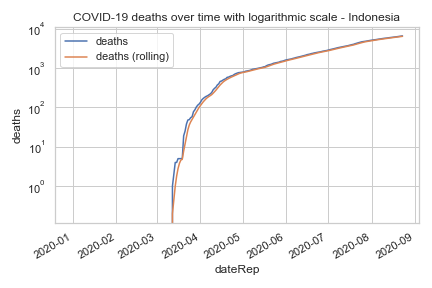 COVID-19 deaths over time with logarithmic scale - Indonesia
deaths
deaths (rolling)
10^4
10^3
10^2
10^1
10^0
deaths
2020-01
2020-02
2020-03
2020-04
2020-05
2020-06
2020-07
2020-08
2020-09
dateRep